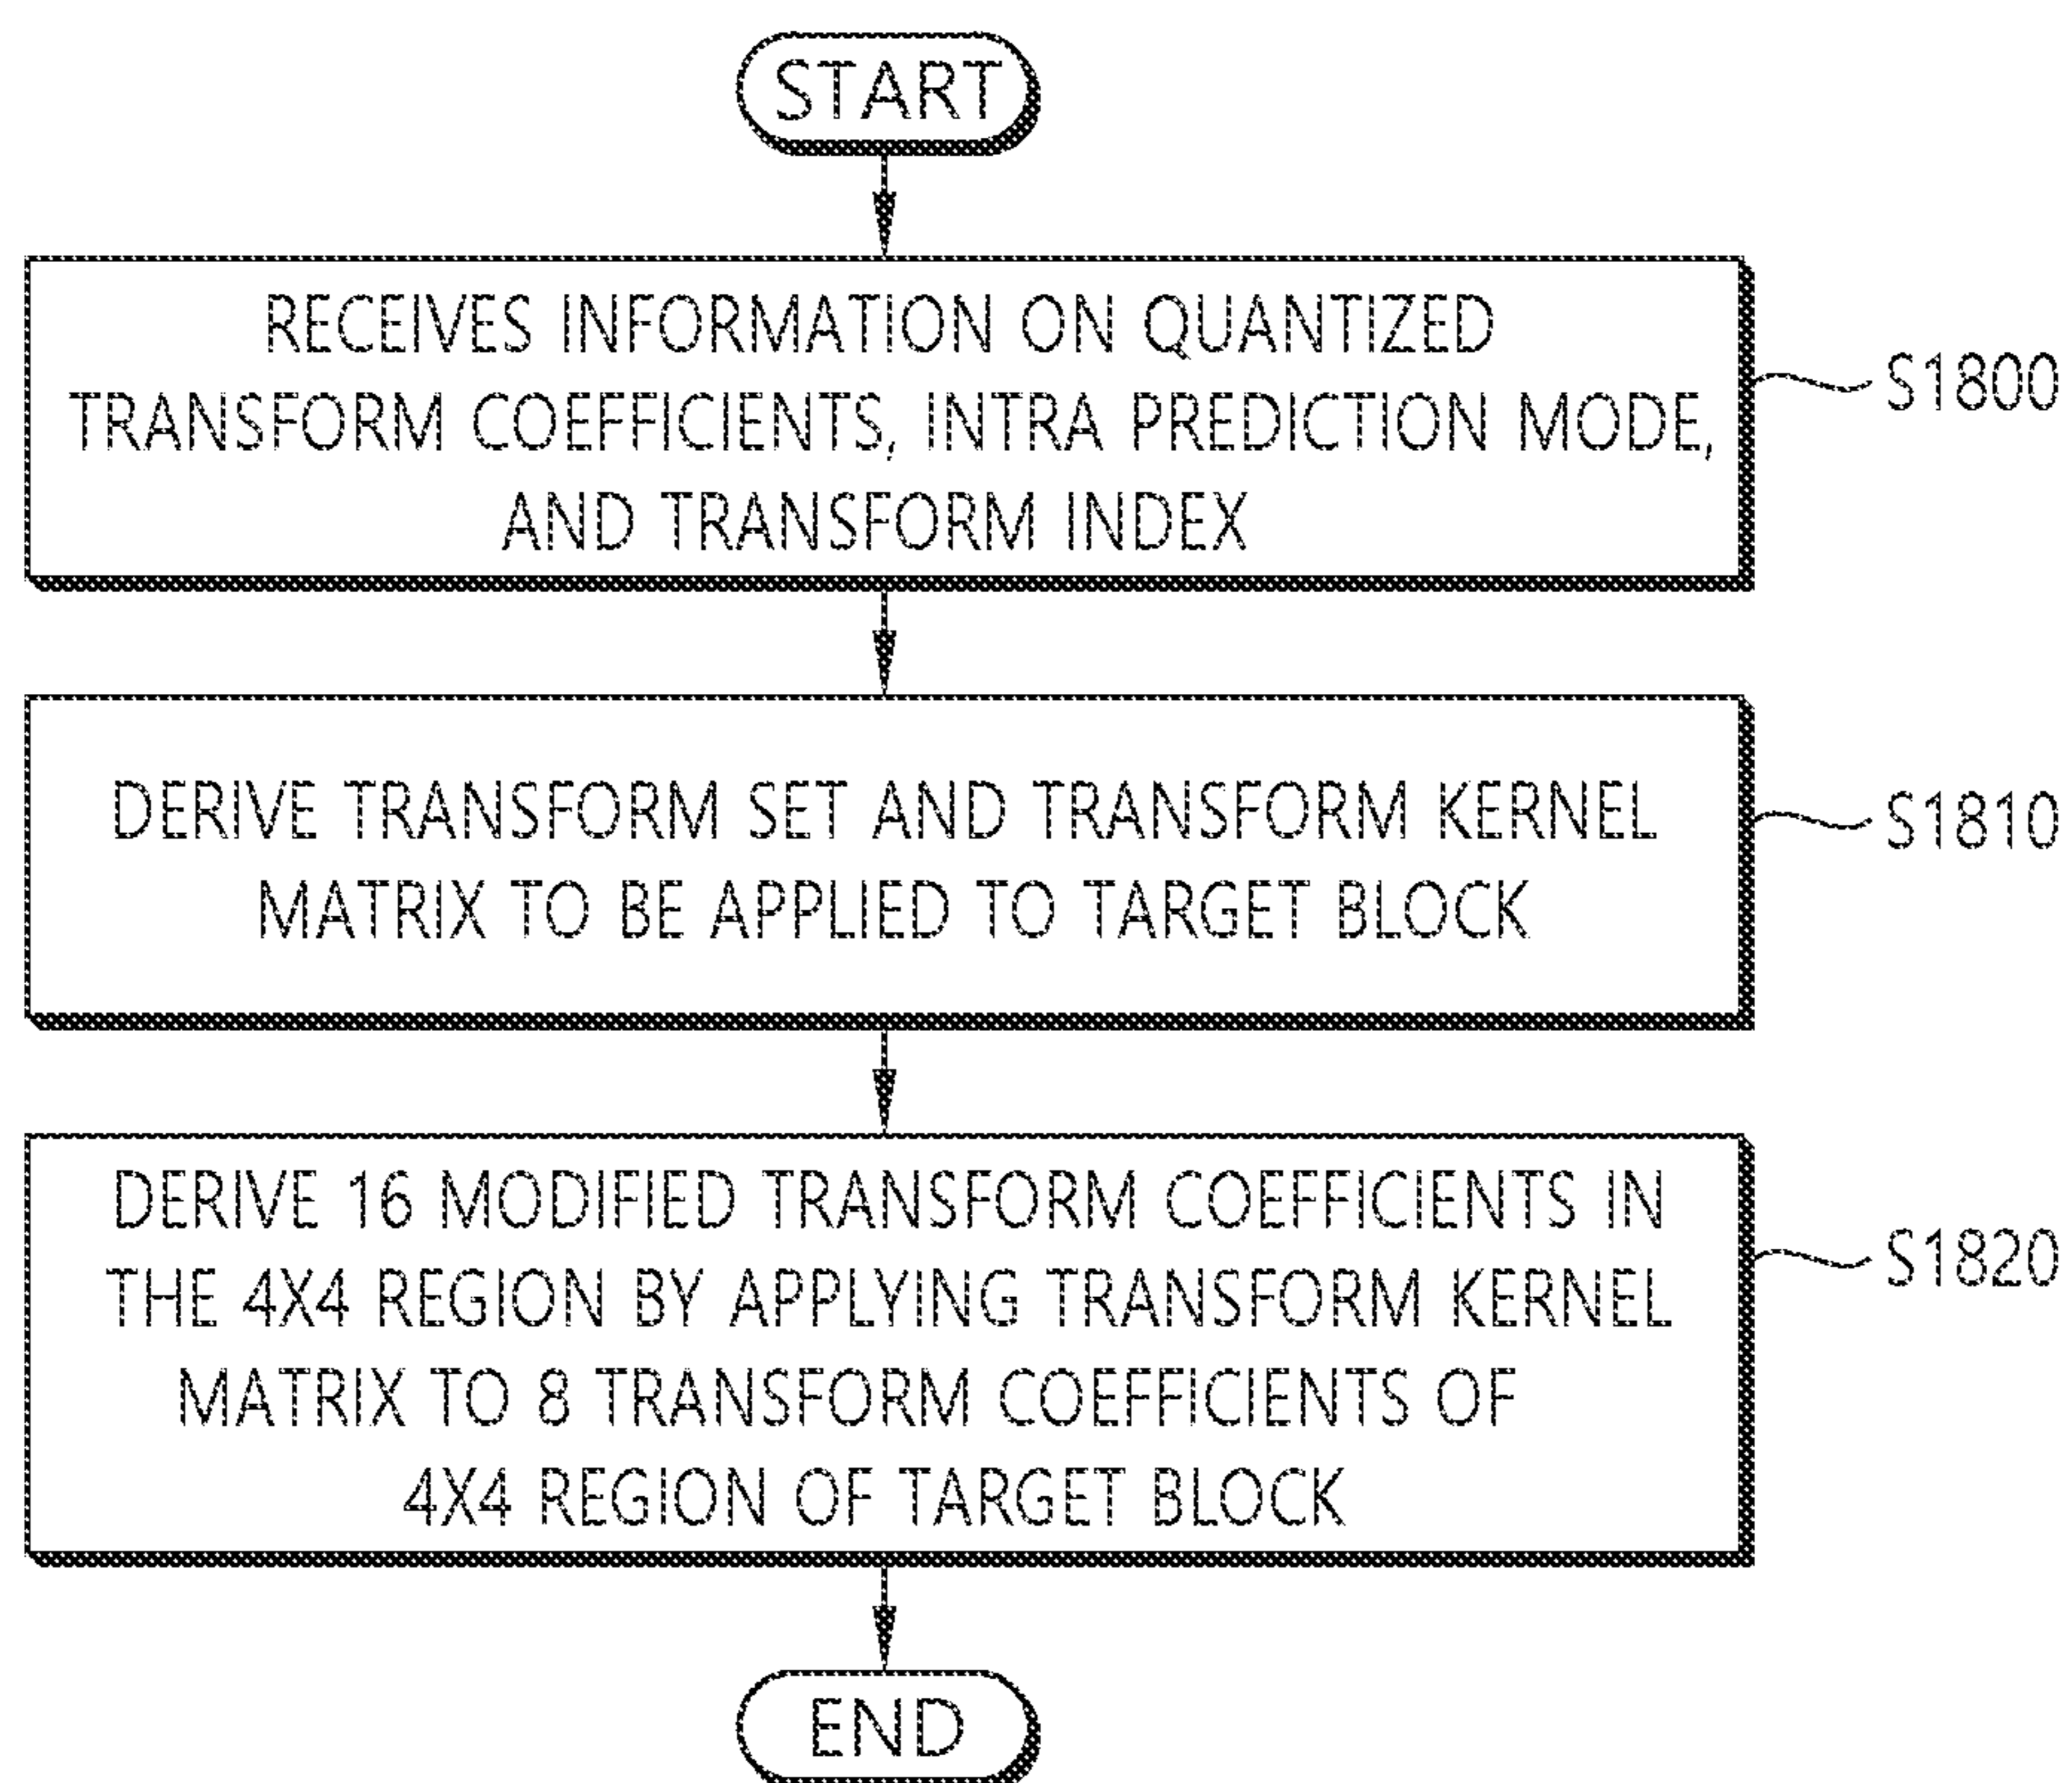 START
RECEIVES INFORMATION ON QUANTIZED
TRANSFORM COEFFICIENTS, INTRA PREDICTION MODE,
AND TRANSFORM INDEX
S1800
DERIVE TRANSFORM SET AND TRANSFORM KERNEL
MATRIX TO BE APPLIED TO TARGET BLOCK
S1810
DERIVE 16 MODIFIED TRANSFORM COEFFICIENTS IN
THE 4X4 REGION BY APPLYING TRANSFORM KERNEL
MATRIX TO 8 TRANSFORM COEFFICIENTS OF
4X4 REGION OF TARGET BLOCK
S1820
END